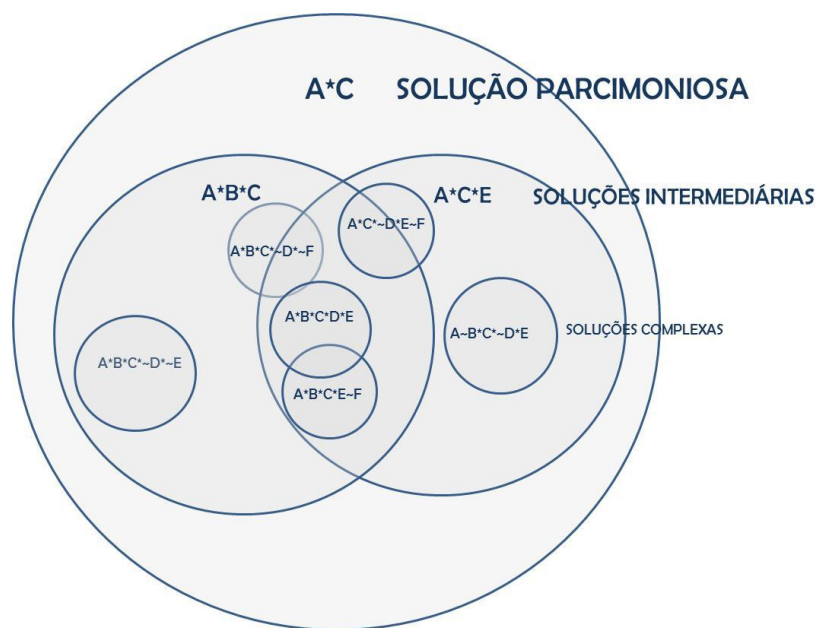 A*C SOLUÇÃO PARCIMONIOSA
A*B*C
A*C*E SOLUÇÕES INTERMEDIÁRIAS
A*C*~D*E~F
A*B*C*~D*~F
A*B*C*D*E
A~B*C*~D*E
SOLUÇÕES COMPLEXAS
A*B*C*~D*~E
A*B*C*E~F